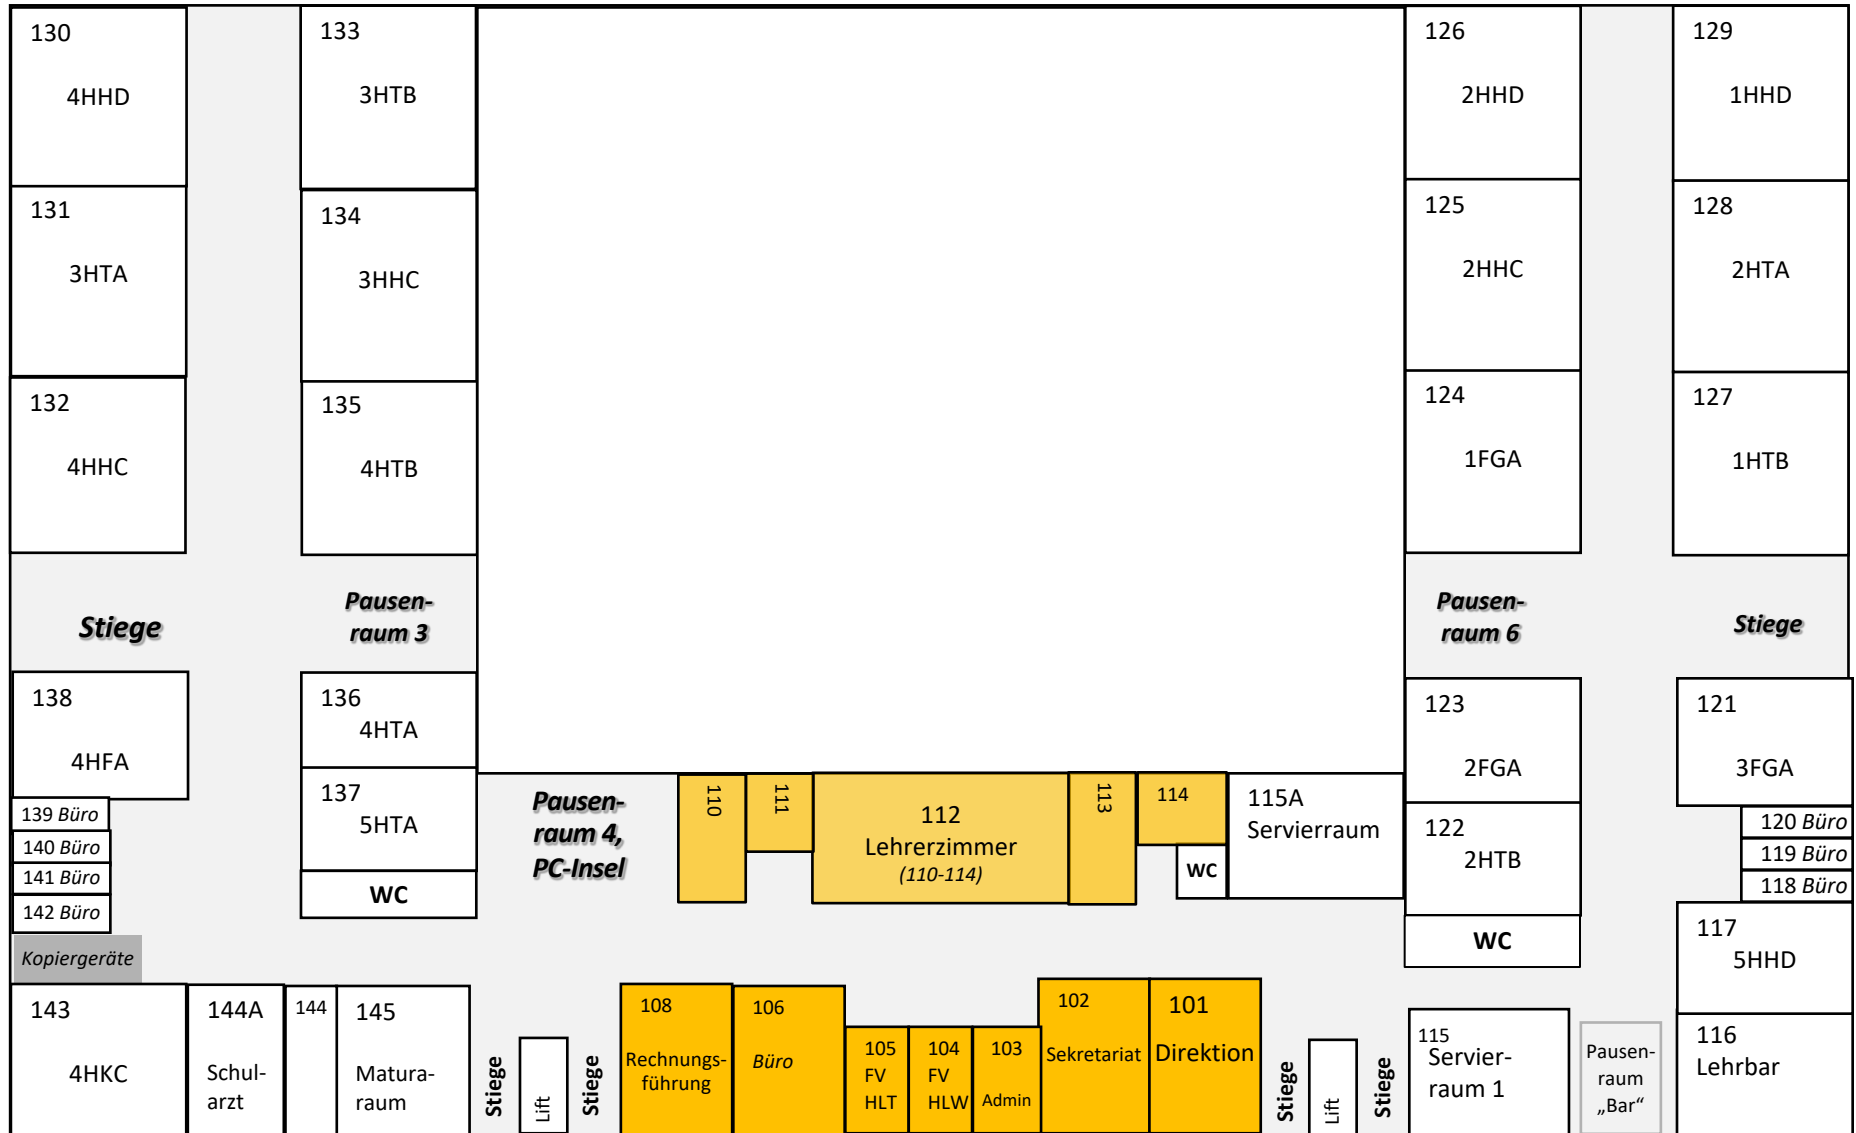 130
4HHD
133
3HTB
126
2HHD
129
1HHD
131
3HTA
134
3HHC
125
2HHC
128
2HTA
132
4HHC
135
4HTB
124
1FGA
127
1HTB
Stiege
Pausen-
raum 3
Pausen-
raum 6
Stiege
138
4HFA
136
4HTA
123
2FGA
121
3FGA
139 Büro
140 Büro
141 Büro
142 Büro
Kopiergeräte
137
5HTA
WC
Pausen-
raum 4,
PC-Insel
110
111
112
Lehrerzimmer
(110-114)
113
114
WC
115A
Servierraum
122
2HTB
WC
120 Büro
119 Büro
118 Büro
117
5HHD
143
4HKC
144A
Schul-
arzt
144
145
Matura-
raum
Stiege
Lift
Stiege
108
Rechnungs-
führung
106
Büro
105
FV
HLT
104
FV
HLW
103
Admin
102
Sekretariat
101
Direktion
Stiege
Lift
Stiege
115
Servier-
raum 1
Pausen-
raum
„Bar“
116
Lehrbar